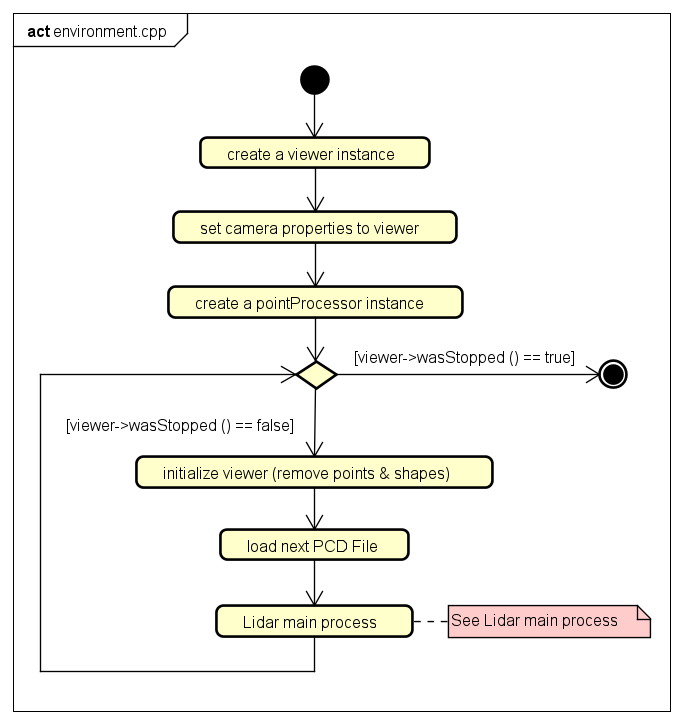 act environment.cpp
create a viewer instance
set camera properties to viewer
create a pointProcessor instance
[viewer->wasStopped () == true]
[viewer->wasStopped () == false]
initialize viewer (remove points & shapes)
load next PCD File
Lidar main process
See Lidar main process